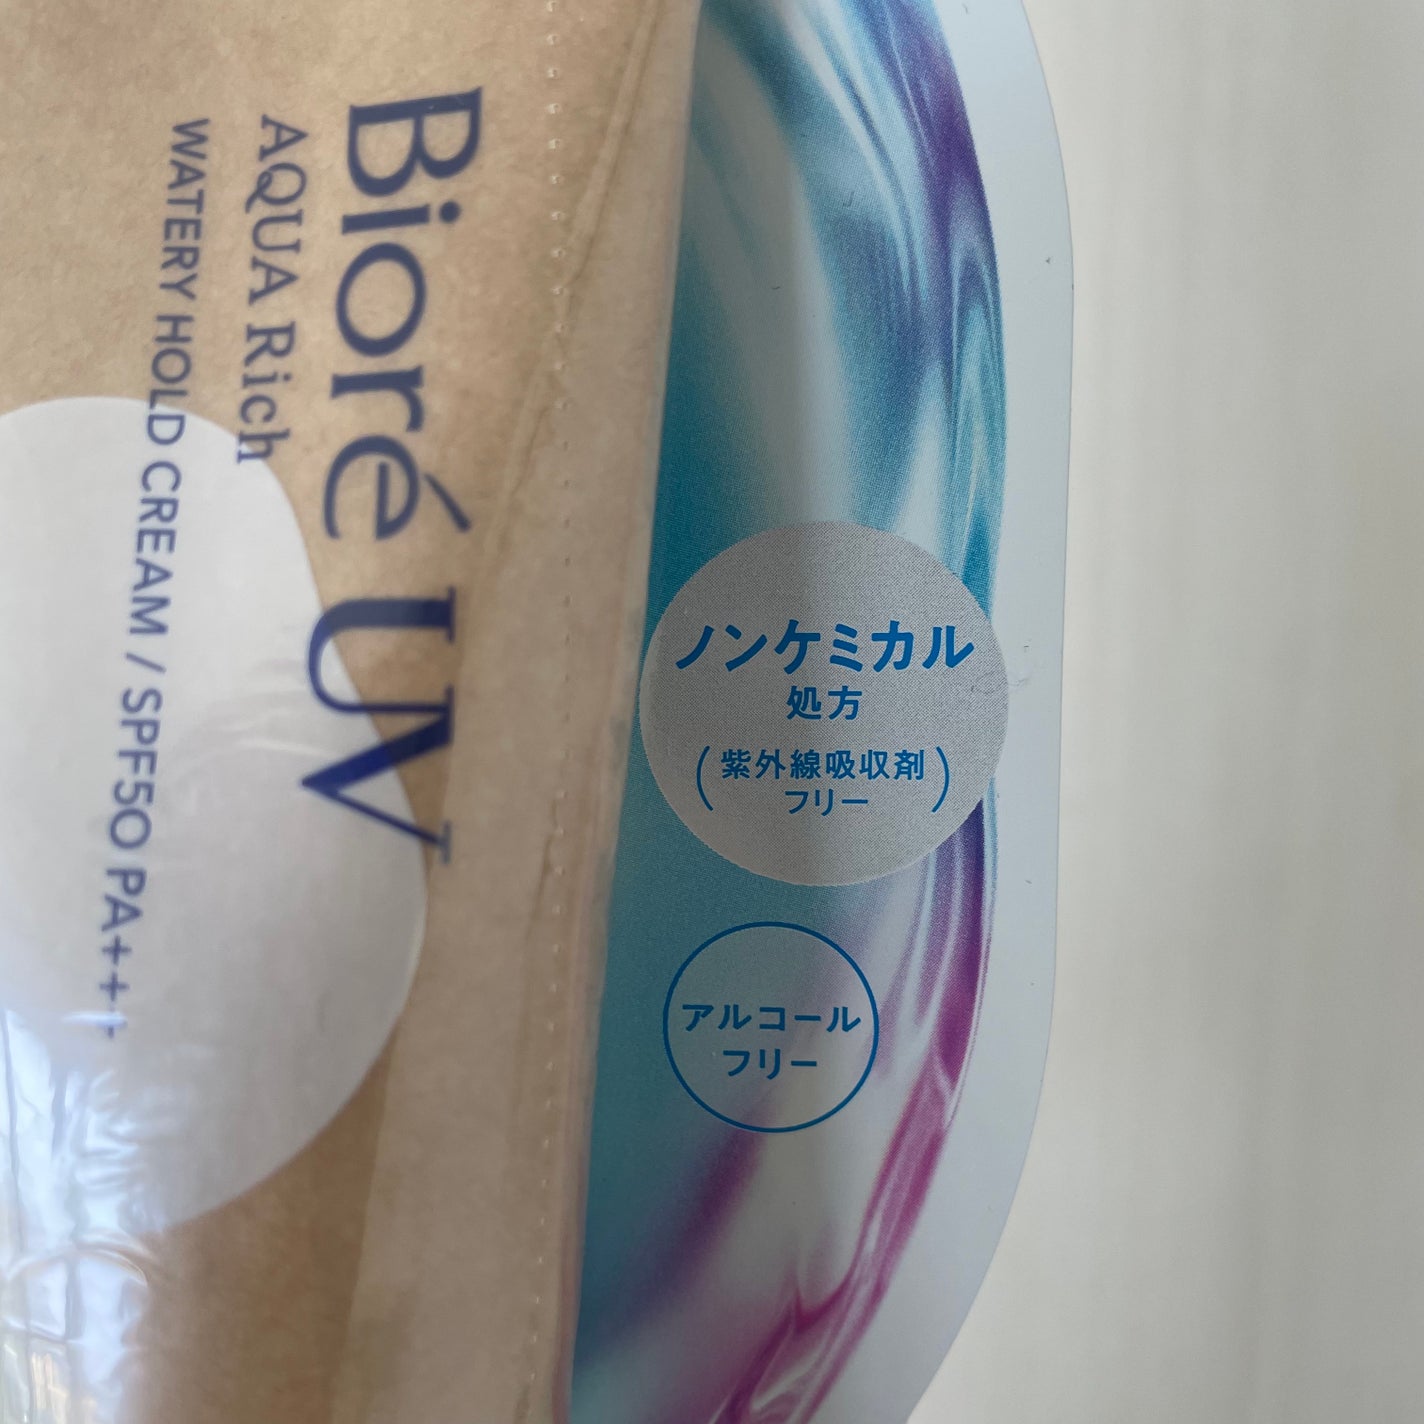 Bioré UV
AQUA Rich
WATERY HOLD CREAM / SPF50 PA+++
ノンケミカル
処方
(紫外線吸収剤
フリー)
アルコール
フリー